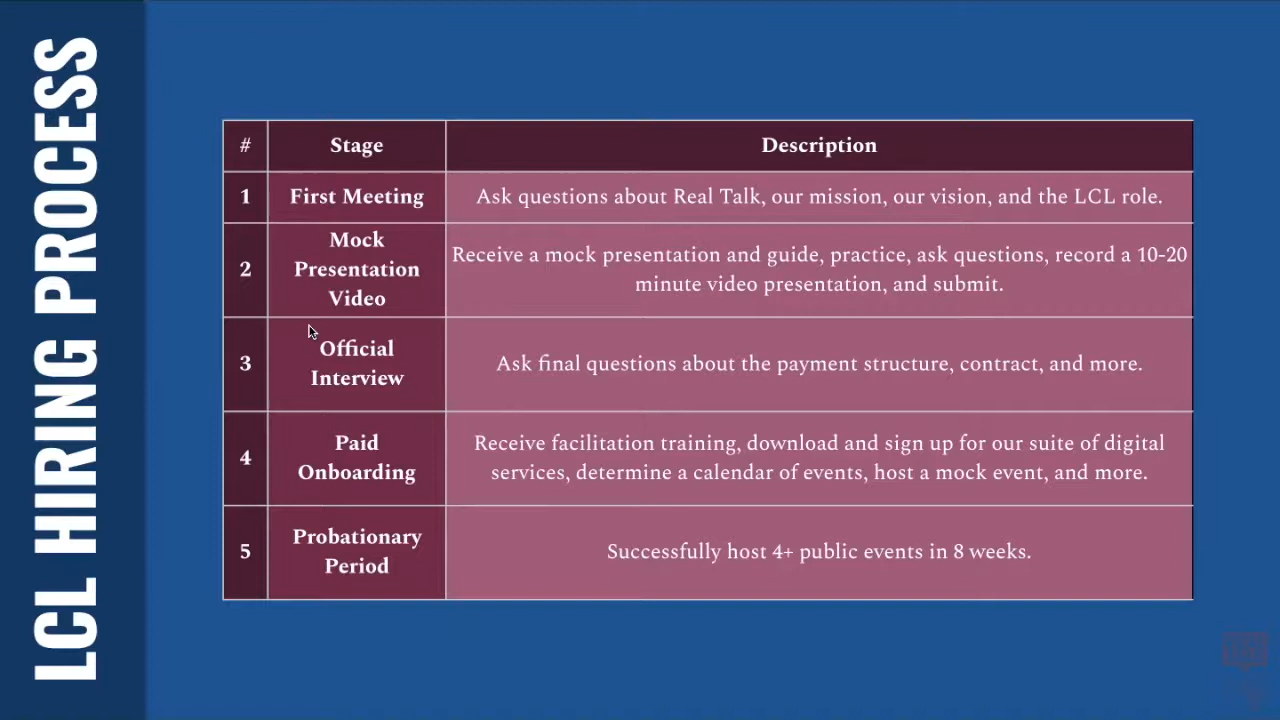 LCL HIRING PROCESS
# Stage Description
1 First Meeting Ask questions about Real Talk, our mission, our vision, and the LCL role.
2 Mock Presentation Video Receive a mock presentation and guide, practice, ask questions, record a 10-20
minute video presentation, and submit.
3 Official Interview Ask final questions about the payment structure, contract, and more.
4 Paid Onboarding Receive facilitation training, download and sign up for our suite of digital
services, determine a calendar of events, host a mock event, and more.
5 Probationary Period Successfully host 4+ public events in 8 weeks.